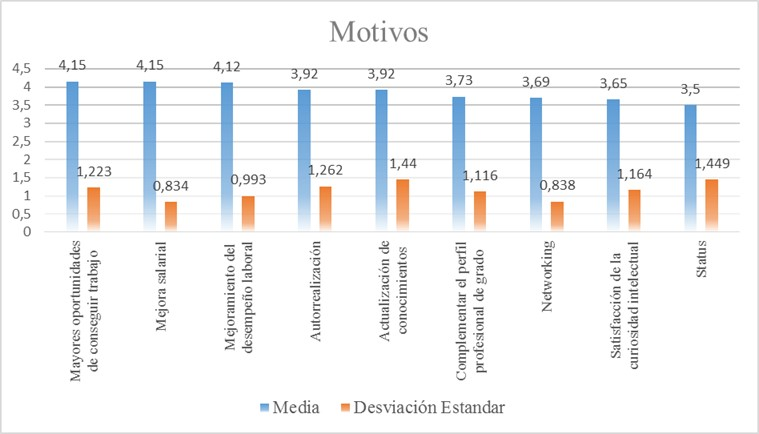 Motivos
4,5
4
3,5
3
2,5
2
1,5
1
0,5
0
4,15
4,15
4,12
3,92
3,92
3,73
3,69
3,65
3,5
1,223
0,834
0,993
1,262
1,44
1,116
0,838
1,164
1,449
Mayores oportunidades
de conseguir trabajo
Mejora salarial
Mejoramiento del
desempeño laboral
Autorrealización
Actualización de
conocimientos
Complementar el perfil
profesional de grado
Networking
Satisfacción de la
curiosidad intelectual
Status
Media
Desviación Estandar